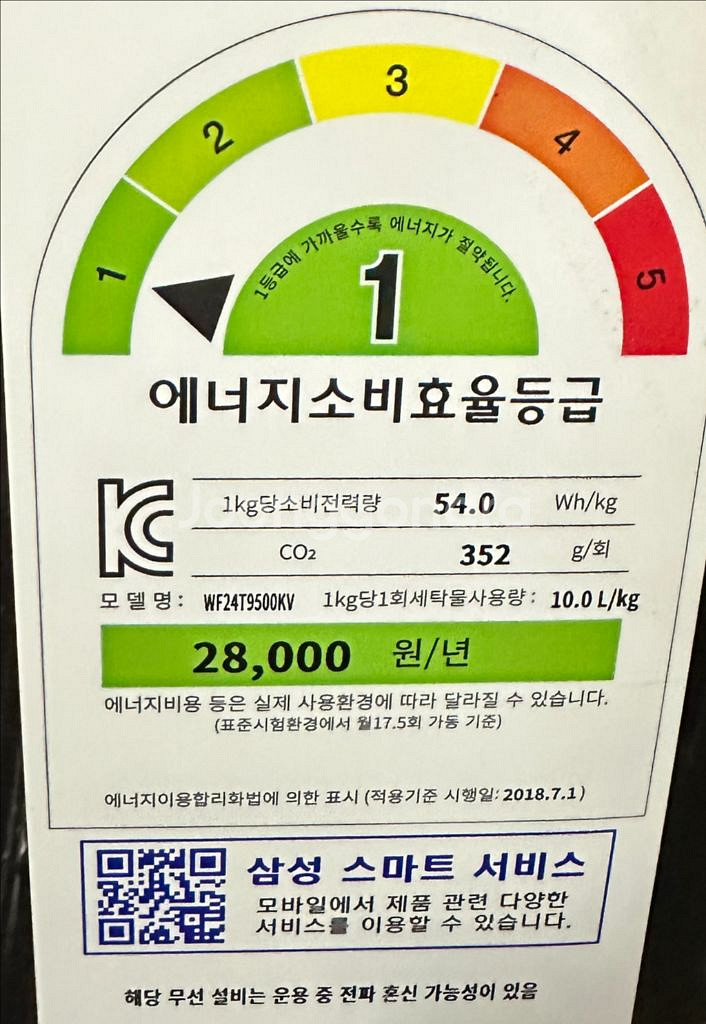 3
2
4
1
5
1등급에 가까울수록 에너지가 절약됩니다.
1
에너지소비효율등급
1kg당소비전력량 54.0 Wh/kg
CO₂ 352 g/회
모델명: WF24T9500KV 1kg당1회세탁물사용량: 10.0 L/kg
28,000 원/년
에너지비용 등은 실제 사용환경에 따라 달라질 수 있습니다.
(표준시험환경에서 월17.5회 가동 기준)
에너지이용합리화법에 의한 표시 (적용기준 시행일: 2018.7.1)
삼성 스마트 서비스
모바일에서 제품 관련 다양한
서비스를 이용할 수 있습니다.
해당 무선 설비는 운용 중 전파 혼신 가능성이 있음